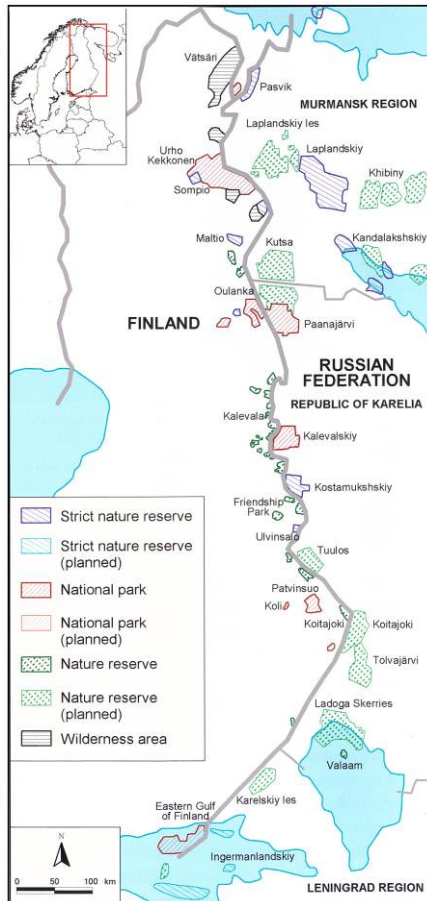 Vätsäri
Pasvik
MURMANSK REGION
Laplandskiy les
Laplandskiy
Urho
Kekkonen
Khibiny
Sompio
Maltio
Kutsa
Kandalakshskiy
Oulanka
FINLAND
Paanajärvi
RUSSIAN
FEDERATION
REPUBLIC OF KARELIA
Kalevala
Kalevalskiy
Kostamukshskiy
Friendship
Park
Ulvinsalo
Tuulos
Patvinsuo
Koli
Koitajoki
Koitajoki
Tolvajärvi
Ladoga Skerries
Valaam
Karelskiy les
Eastern Gulf
of Finland
Ingermanlandskiy
LENINGRAD REGION
Strict nature reserve
Strict nature reserve
(planned)
National park
National park
(planned)
Nature reserve
Nature reserve
(planned)
Wilderness area
N
0 50 100
km